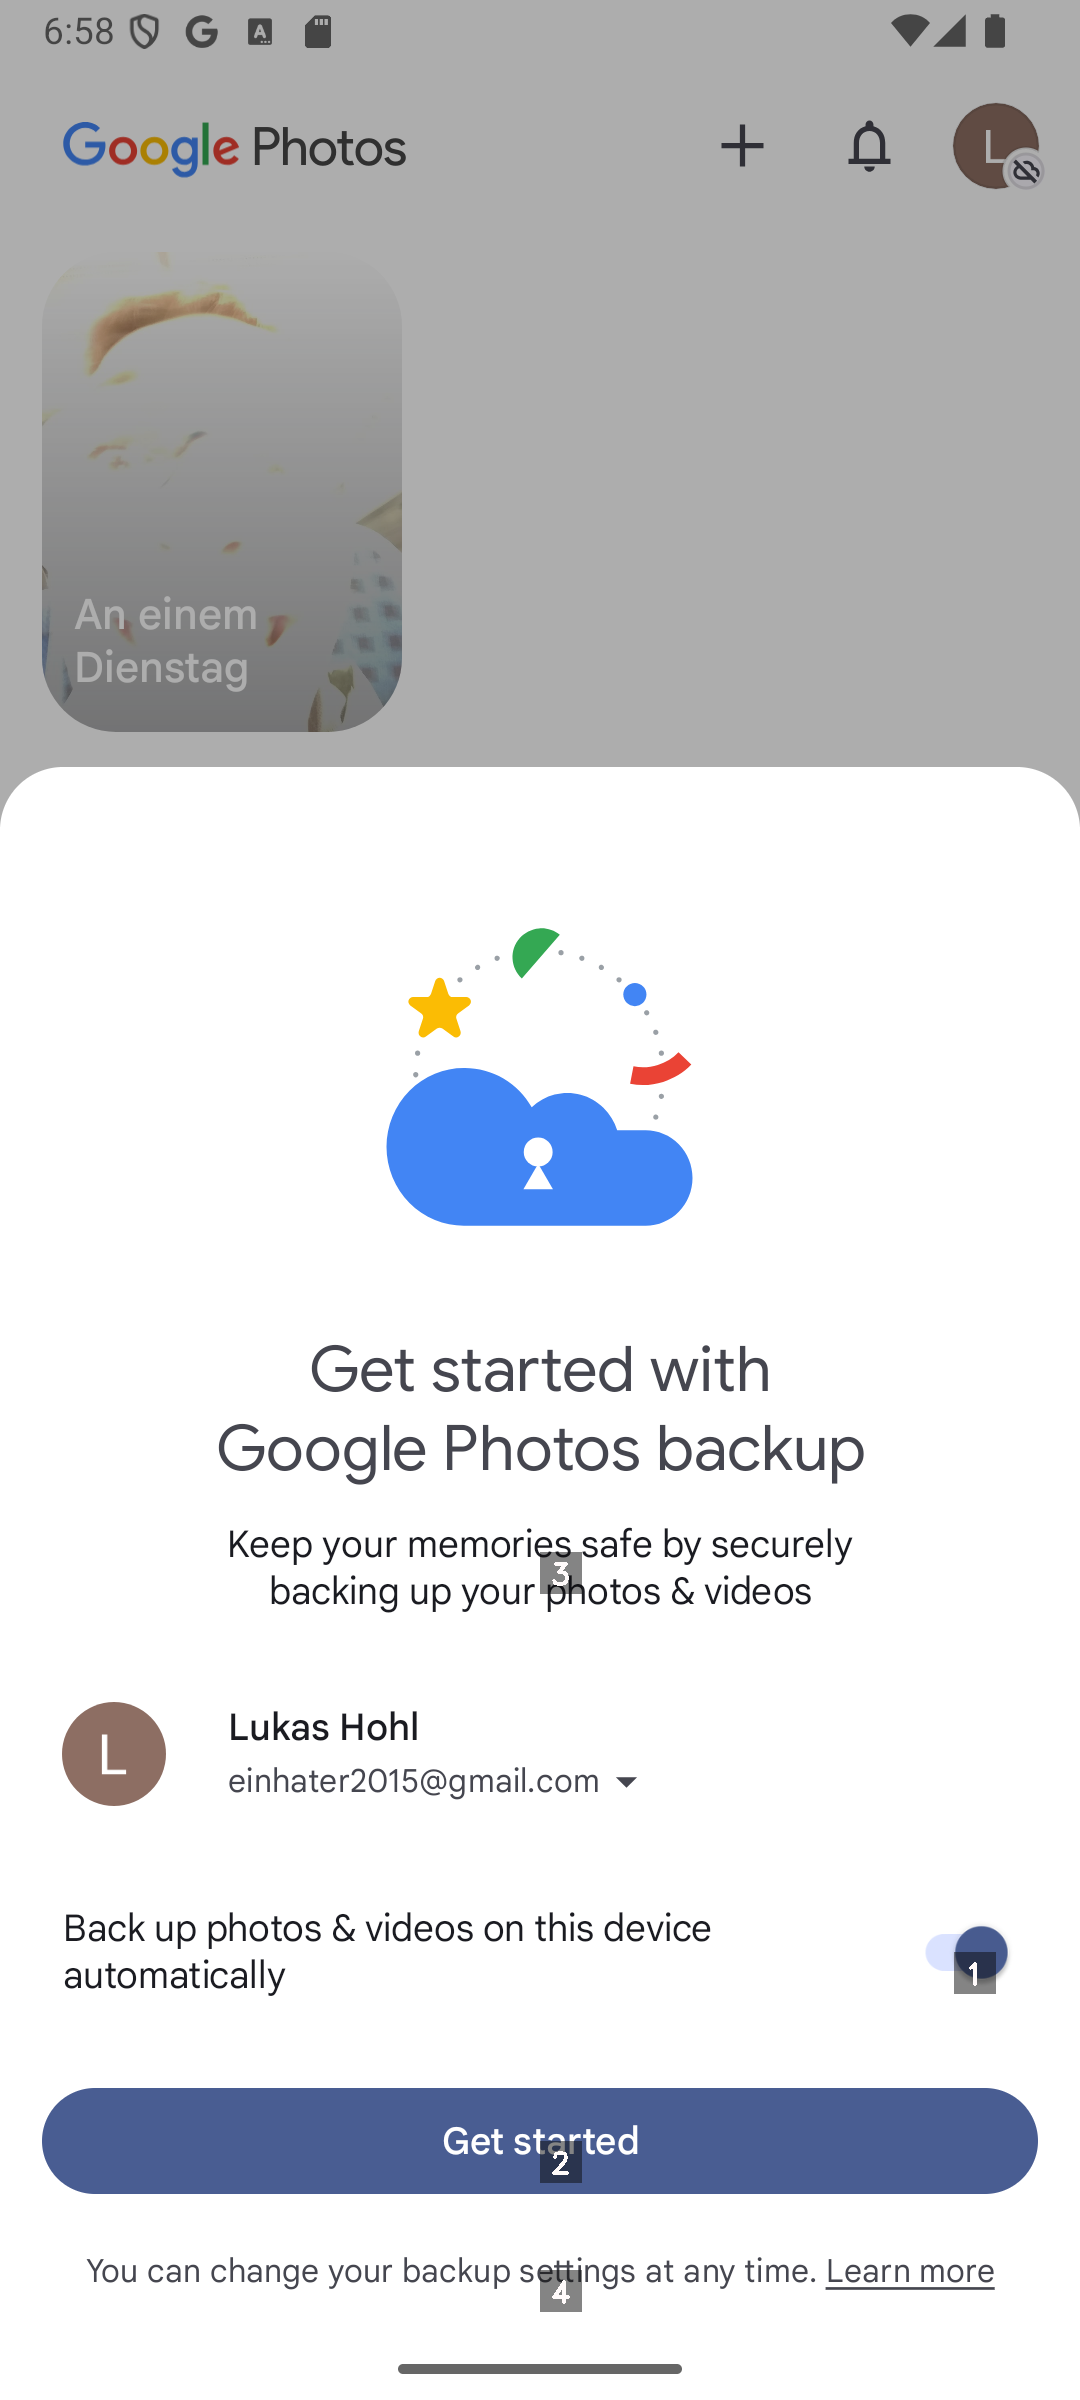 6:58
Google Photos
L
An einem
Dienstag
Get started with
Google Photos backup
Keep your memories safe by securely
backing up your photos & videos
3
L
Lukas Hohl
einhater2015@gmail.com
Back up photos & videos on this device
automatically
1
Get started
2
You can change your backup settings at any time. Learn more
4